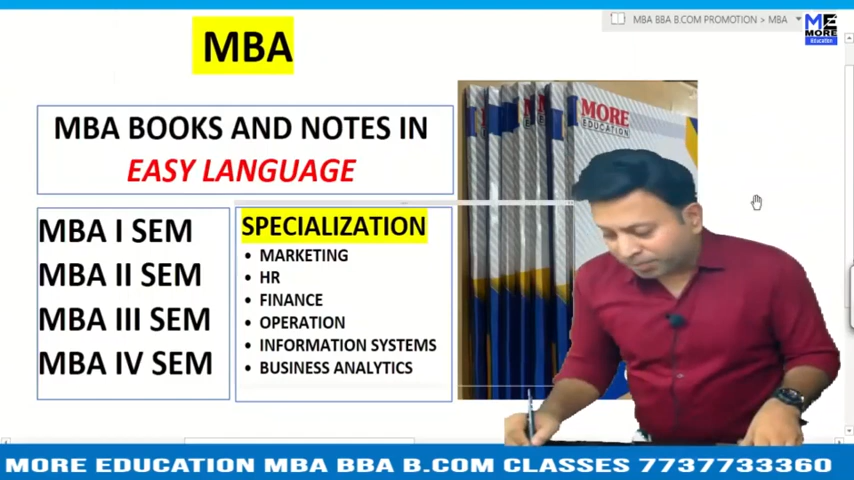 MBA BBA B.COM PROMOTION > MBA
ME
MORE
Education
MBA
MBA BOOKS AND NOTES IN
EASY LANGUAGE
MORE
EDUCATION
MBA I SEM
MBA II SEM
MBA III SEM
MBA IV SEM
SPECIALIZATION
• MARKETING
• HR
• FINANCE
• OPERATION
• INFORMATION SYSTEMS
• BUSINESS ANALYTICS
MORE EDUCATION MBA BBA B.COM CLASSES 7737733360